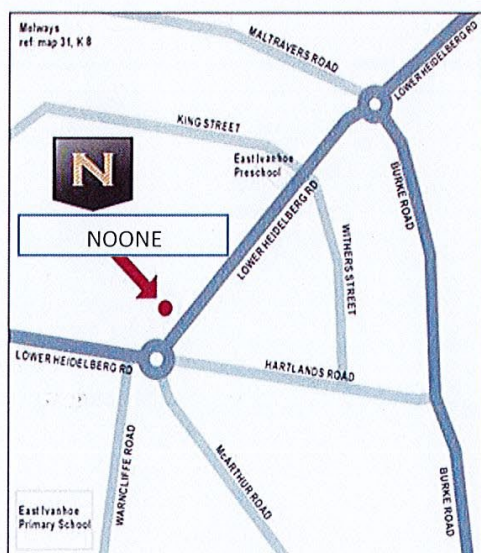 Melways
ref map 31, K 8
MALTRAVERS ROAD
LOWER HEIDELBERG RD
KING STREET
East Ivanhoe
Preschool
N
NOONE
LOWER HEIDELBERG RD
WITHERS STREET
BURKE ROAD
LOWER HEIDELBERG RD
HARTLANDS ROAD
WARNCLIFFE ROAD
McARTHUR ROAD
BURKE ROAD
East Ivanhoe
Primary School